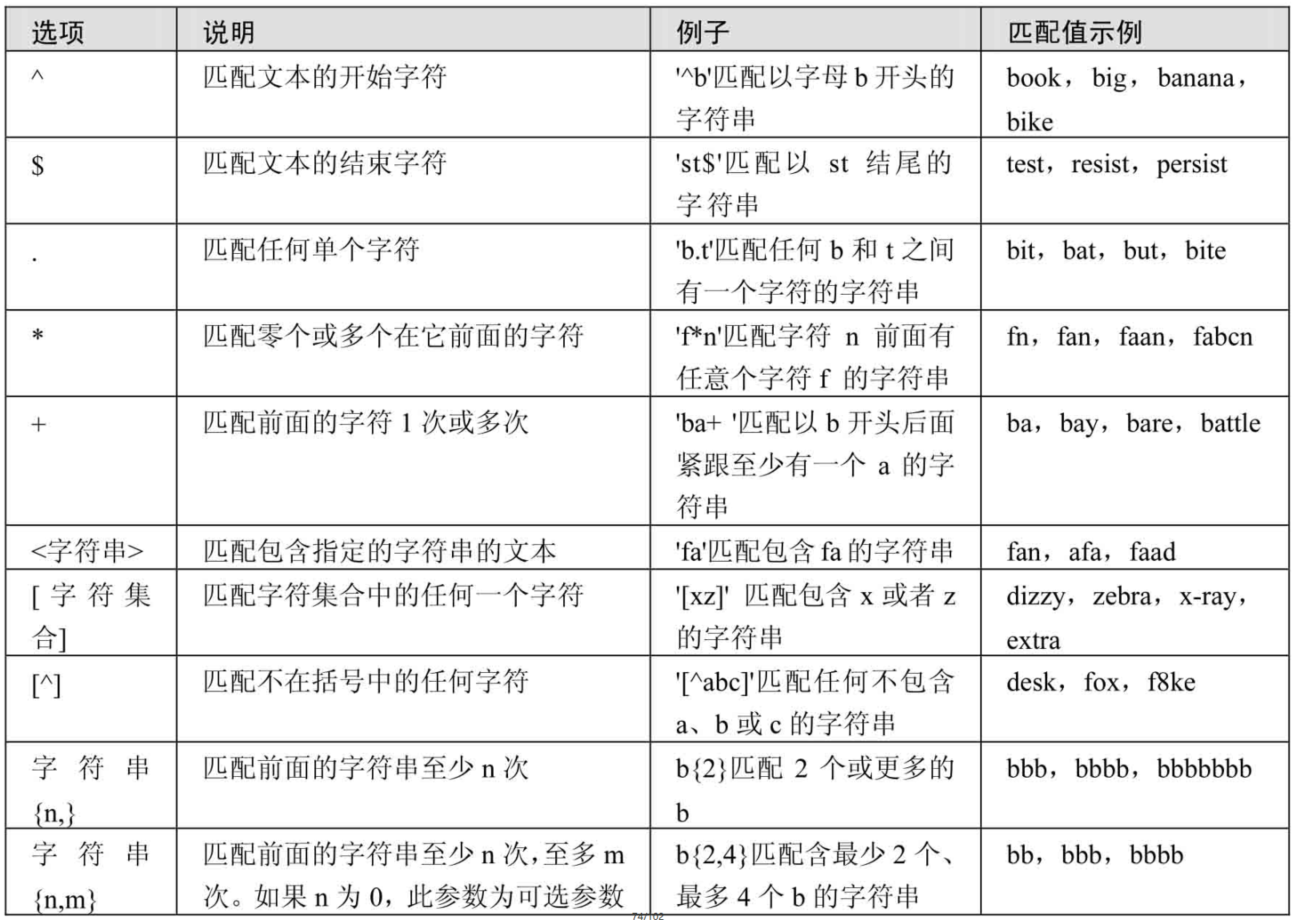 选项 说明 例子 匹配值示例
^ 匹配文本的开始字符 '^b'匹配以字母 b 开头的 book，big，banana，
字符串 bike
$ 匹配文本的结束字符 'st$'匹配以 st 结尾的 test，resist，persist
字符串
. 匹配任何单个字符 'b.t'匹配任何 b 和 t 之间 bit，bat，but，bite
有一个字符的字符串
* 匹配零个或多个在它前面的字符 'f*n'匹配字符 n 前面有 fn，fan，faan，fabcn
任意个字符 f 的字符串
+ 匹配前面的字符 1 次或多次 'ba+ '匹配以 b 开头后面 ba，bay，bare，battle
紧跟至少有一个 a 的字
符串
<字符串> 匹配包含指定的字符串的文本 'fa'匹配包含 fa 的字符串 fan，afa，faad
[字符集 匹配字符集合中的任何一个字符 '[xz]' 匹配包含 x 或者 z dizzy，zebra，x-ray，
合] 的字符串 extra
[^] 匹配不在括号中的任何字符 '[^abc]'匹配任何不包含 desk，fox，f8ke
a、b 或 c 的字符串
字符串 匹配前面的字符串至少 n 次 b{2}匹配 2 个或更多的 bbb，bbbb，bbbbbbb
{n,} b
字符串 匹配前面的字符串至少 n 次，至多 m b{2,4}匹配含最少 2 个、 bb，bbb，bbbb
{n,m} 次。如果 n 为 0，此参数为可选参数 最多 4 个 b 的字符串
74/102